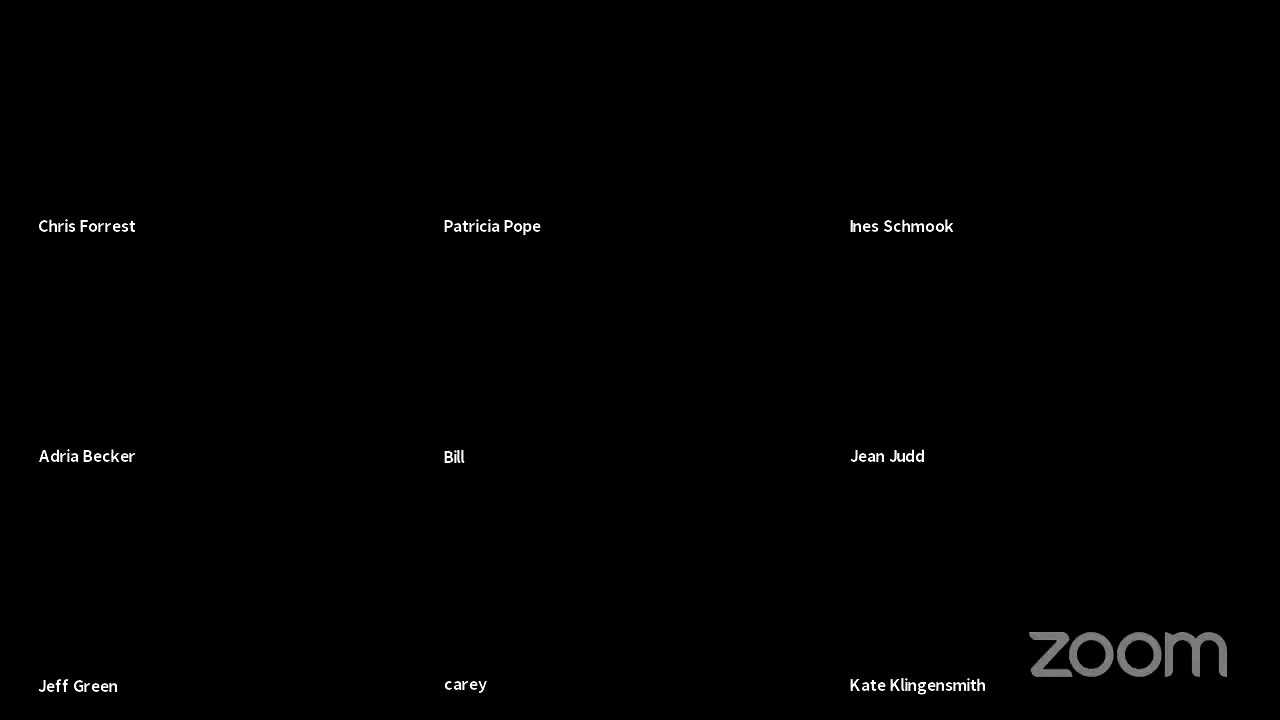 Chris Forrest
Patricia Pope
Ines Schmook
Adria Becker
Bill
Jean Judd
Jeff Green
carey
Kate Klingensmith
zoom